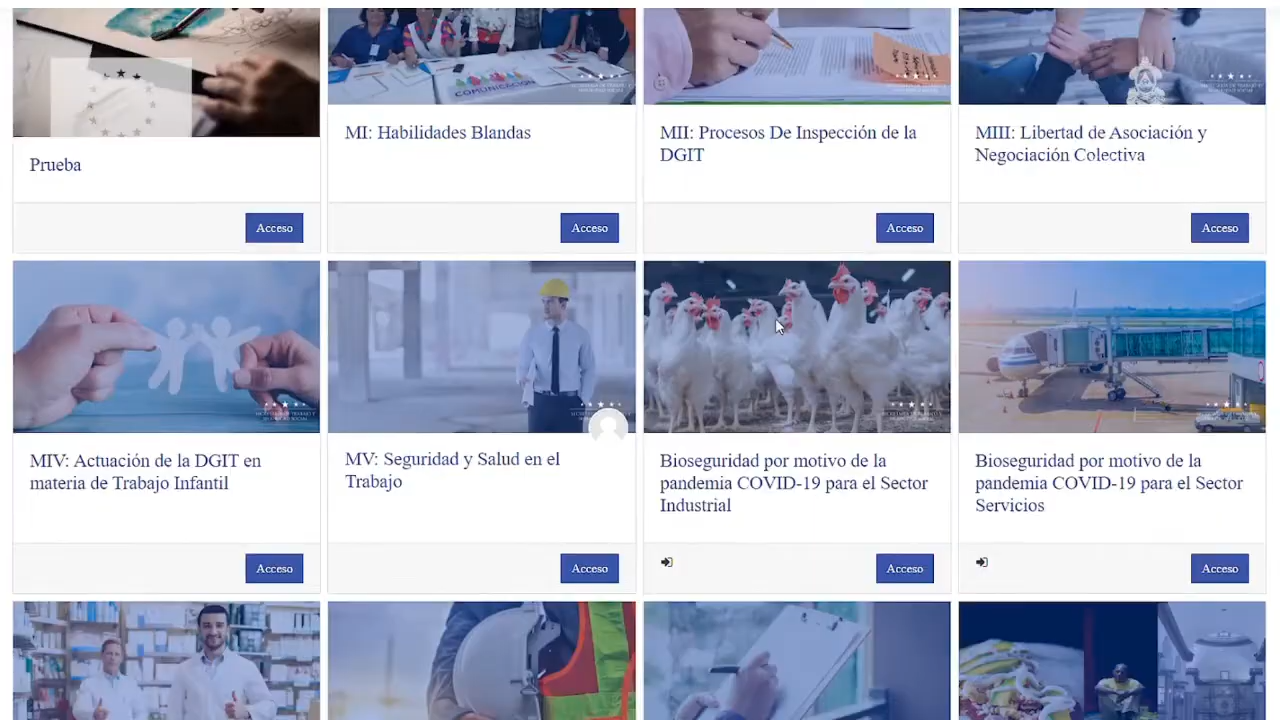 COMUNICACIÓN
Prueba
MI: Habilidades Blandas
MII: Procesos De Inspección de la
DGIT
MIII: Libertad de Asociación y
Negociación Colectiva
Acceso
Acceso
Acceso
Acceso
MIV: Actuación de la DGIT en
materia de Trabajo Infantil
MV: Seguridad y Salud en el
Trabajo
Bioseguridad por motivo de la
pandemia COVID-19 para el Sector
Industrial
Bioseguridad por motivo de la
pandemia COVID-19 para el Sector
Servicios
Acceso
Acceso
Acceso
Acceso